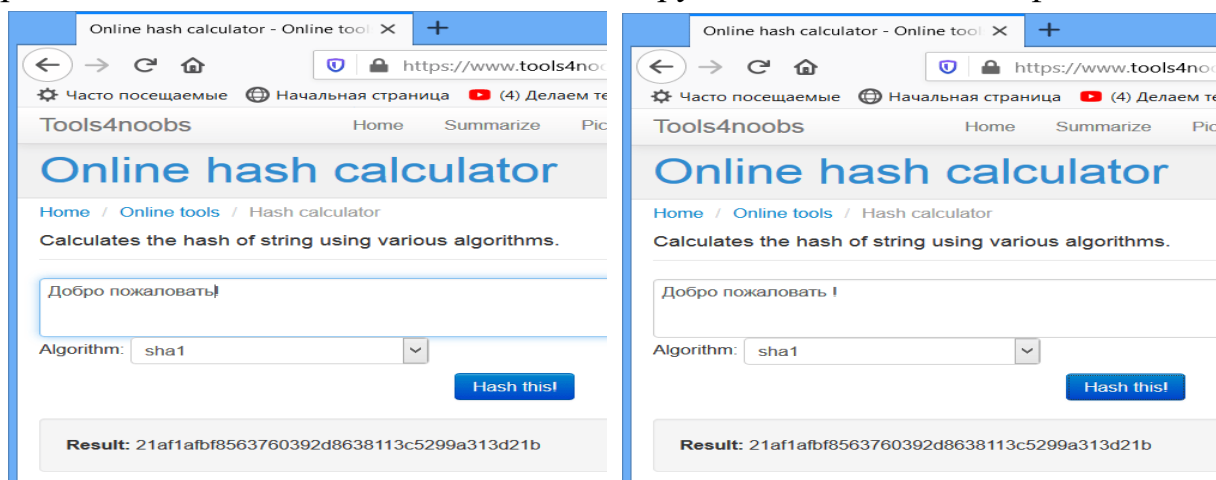 Online hash calculator - Online tool
https://www.tools4no
Часто посещаемые Начальная страница (4) Делаем те
Tools4noobs Home Summarize Pic
Online hash calculator
Home / Online tools / Hash calculator
Calculates the hash of string using various algorithms.
Добро пожаловать!
Algorithm: sha1
Hash this!
Result: 21af1afbf8563760392d8638113c5299a313d21b
Online hash calculator - Online tool
https://www.tools4no
Часто посещаемые Начальная страница (4) Делаем те
Tools4noobs Home Summarize Pic
Online hash calculator
Home / Online tools / Hash calculator
Calculates the hash of string using various algorithms.
Добро пожаловать !
Algorithm: sha1
Hash this!
Result: 21af1afbf8563760392d8638113c5299a313d21b